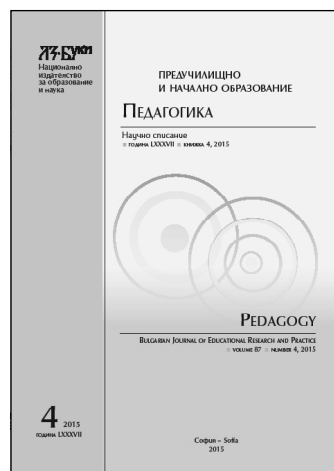 Аз-буки
Национално
издателство
за образование
и наука
ПРЕДУЧИЛИЩНО
И НАЧАЛНО ОБРАЗОВАНИЕ
ПЕДАГОГИКА
Научно списание
ГОДИНА LXXXVII КНИЖКА 4, 2015
PEDAGOGY
BULGARIAN JOURNAL OF EDUCATIONAL RESEARCH AND PRACTICE
VOLUME 87 NUMBER 4, 2015
4 2015
ГОДИНА LXXXVII
София – Sofia
2015